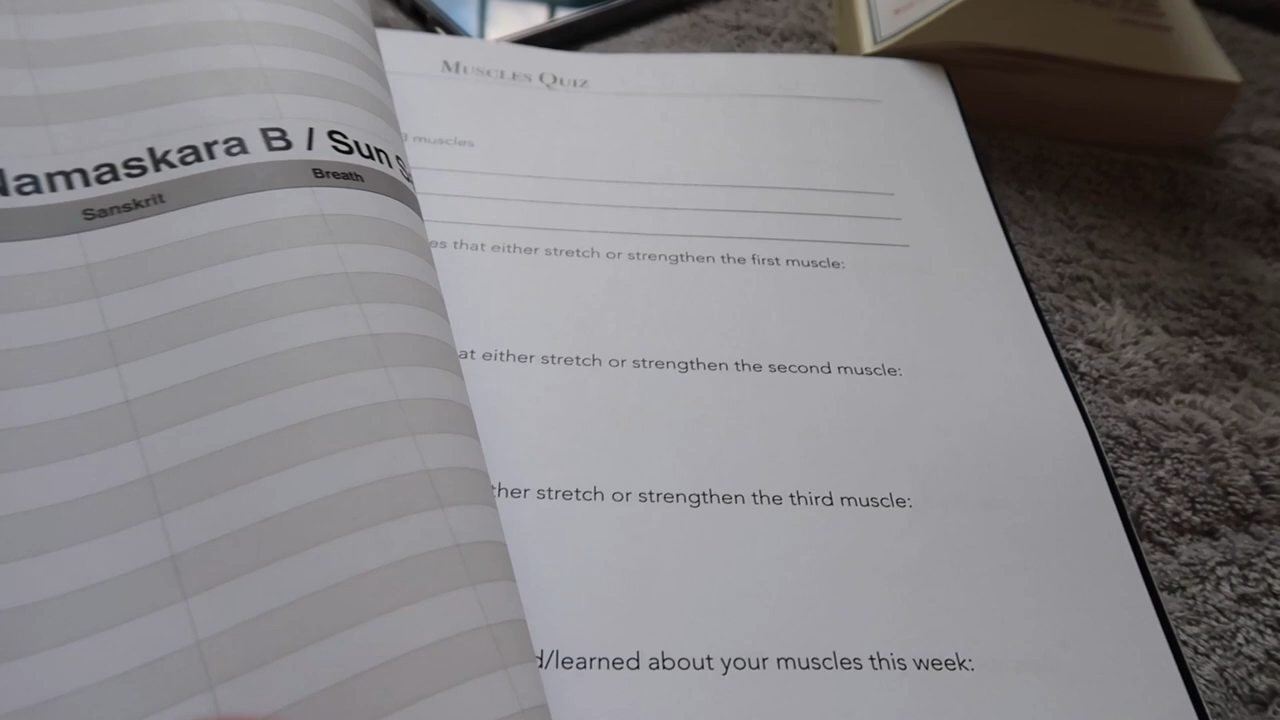 Namaskara B / Sun
Sanskrit
Breath
MUSCLES QUIZ
muscles
that either stretch or strengthen the first muscle:
at either stretch or strengthen the second muscle:
ther stretch or strengthen the third muscle:
d/learned about your muscles this week: